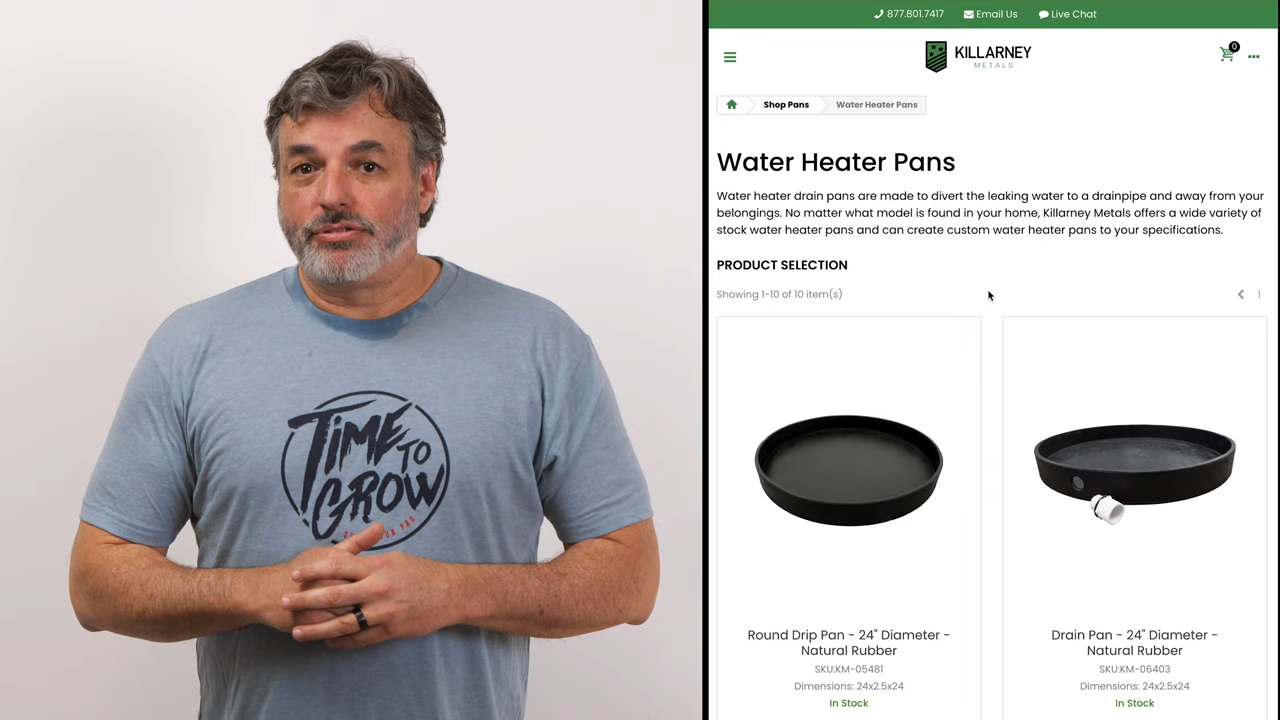 TIME
TO
GROW
877.801.7417 Email Us Live Chat
KILLARNEY
METALS
0
Shop Pans Water Heater Pans
Water Heater Pans
Water heater drain pans are made to divert the leaking water to a drainpipe and away from your
belongings. No matter what model is found in your home, Killarney Metals offers a wide variety of
stock water heater pans and can create custom water heater pans to your specifications.
PRODUCT SELECTION
Showing 1-10 of 10 item(s)
1
Round Drip Pan - 24" Diameter -
Natural Rubber
SKU:KM-05481
Dimensions: 24x2.5x24
In Stock
Drain Pan - 24" Diameter -
Natural Rubber
SKU:KM-06403
Dimensions: 24x2.5x24
In Stock